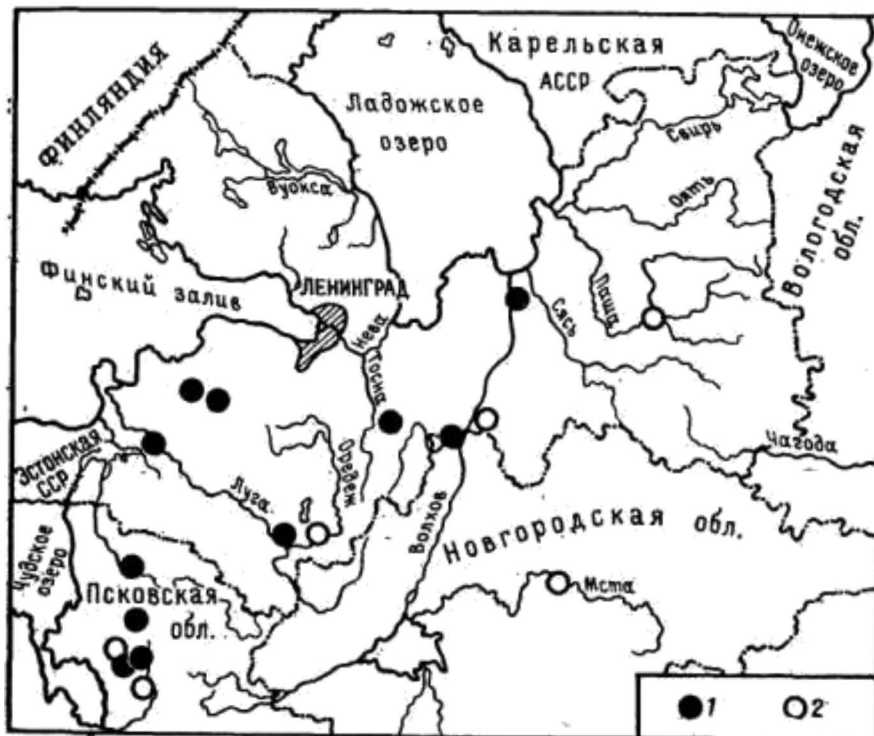 ФИНЛЯНДИЯ
Карельская
АССР
Онежское
озеро
Ладожское
озеро
Свирь
Вуокса
Оять
Вологодская
обл.
Финский залив
ЛЕНИНГРАД
Нева
Тосна
Сясь
Паша
Эстонская
ССР
Луга
Оредеж
Волхов
Чагода
Новгородская обл.
Чудское
озеро
Псковская
обл.
Мста
1
2